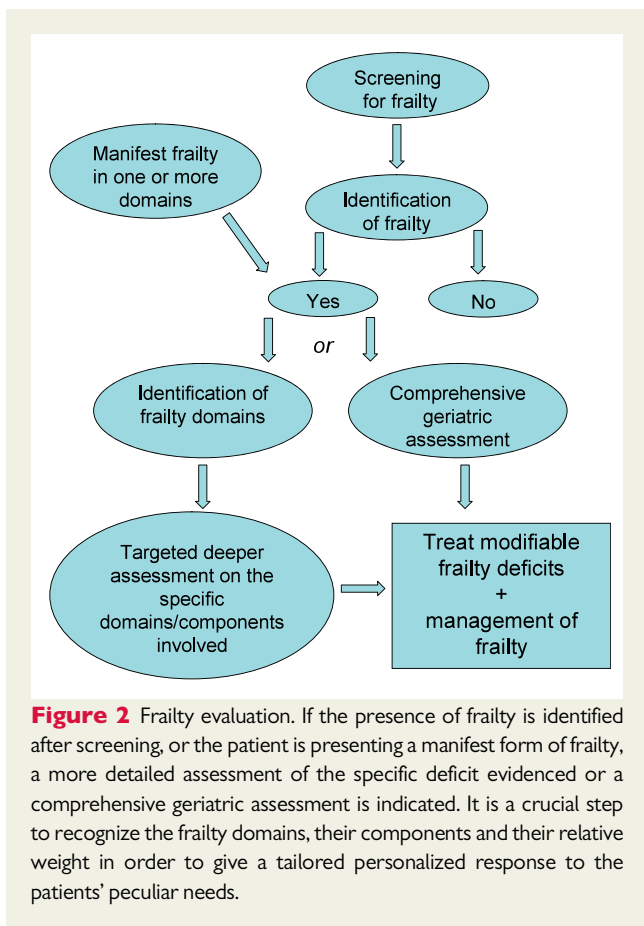 Screening
for frailty
Manifest frailty
in one or more
domains
Identification
of frailty
Yes
No
or
Identification of
frailty domains
Comprehensive
geriatric
assessment
Targeted deeper
assessment on the
specific
domains/components
involved
Treat modifiable
frailty deficits
+
management of
frailty
Figure 2 Frailty evaluation. If the presence of frailty is identified
after screening, or the patient is presenting a manifest form of frailty,
a more detailed assessment of the specific deficit evidenced or a
comprehensive geriatric assessment is indicated. It is a crucial step
to recognize the frailty domains, their components and their relative
weight in order to give a tailored personalized response to the
patients' peculiar needs.